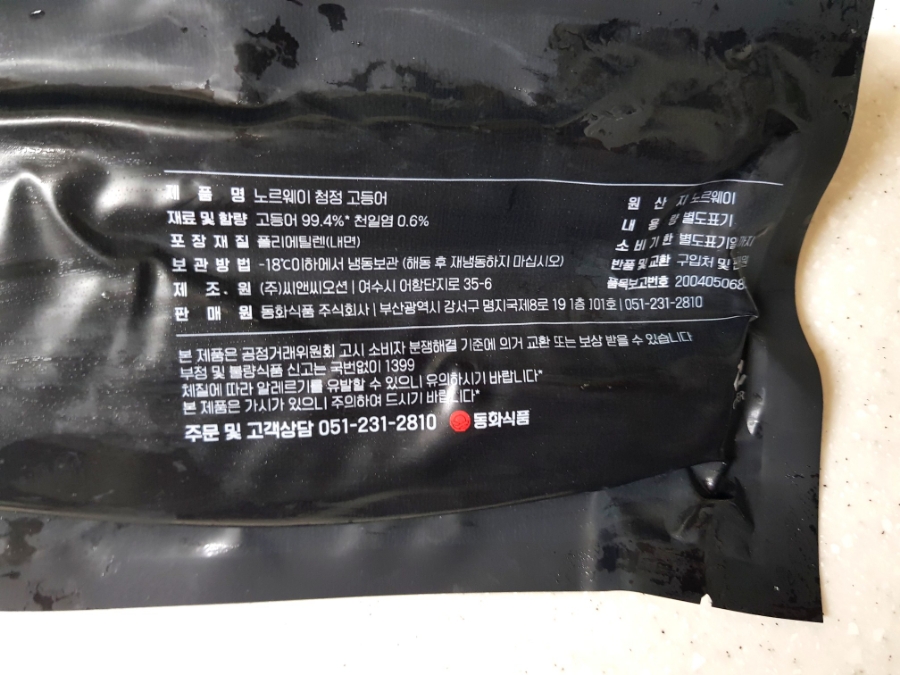 제 품 명 노르웨이 청정 고등어
재료 및 함량 고등어 99.4%* 천일염 0.6%
포 장 재 질 폴리에틸렌(내면)
보 관 방 법 -18℃이하에서 냉동보관 (해동 후 재냉동하지 마십시오)
제 조 원 (주)씨앤씨오션 | 여수시 어항단지로 35-6
판 매 원 동화식품 주식회사 | 부산광역시 강서구 명지국제8로 19 1층 101호 | 051-231-2810
원 산 지 노르웨이
내 용 량 별도표기
소 비 기 한 별도표기일까지
반품 및 교환 구입처 및
품목보고번호 200405068
본 제품은 공정거래위원회 고시 소비자 분쟁해결 기준에 의거 교환 또는 보상 받을 수 있습니다
부정 및 불량식품 신고는 국번없이 1399
체질에 따라 알레르기를 유발할 수 있으니 유의하시기 바랍니다*
본 제품은 가시가 있으니 주의하여 드시기 바랍니다*
주문 및 고객상담 051-231-2810 동화식품